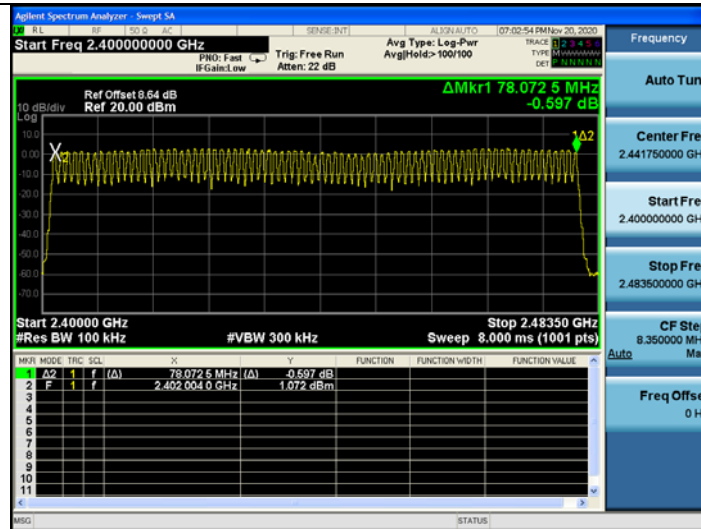 Agilent Spectrum Analyzer - Swept SA
RL RF 50 Ω AC SENSE:INT ALIGN AUTO 07:02:54 PM Nov 20, 2020
Start Freq 2.400000000 GHz
PNO: Fast
IFGain:Low
Trig: Free Run
Atten: 22 dB
Avg Type: Log-Pwr
Avg|Hold:>100/100
TRACE 1 2 3 4 5 6
TYPE M
DET P N N N N N
Ref Offset 8.64 dB
Ref 20.00 dBm
10 dB/div
Log
ΔMkr1 78.072 5 MHz
-0.597 dB
10.0
0.00
-10.0
-20.0
-30.0
-40.0
-50.0
-60.0
-70.0
X2
1Δ2
Start 2.40000 GHz
#Res BW 100 kHz
#VBW 300 kHz
Stop 2.48350 GHz
Sweep 8.000 ms (1001 pts)
MKR MODE TRC SCL X Y FUNCTION FUNCTION WIDTH FUNCTION VALUE
1 Δ2 1 f (Δ) 78.072 5 MHz (Δ) -0.597 dB
2 F 1 f 2.402 004 0 GHz 1.072 dBm
3
4
5
6
7
8
9
10
11
MSG
STATUS
Frequency
Auto Tun
Center Fre
2.441750000 GH
Start Fre
2.400000000 GH
Stop Fre
2.483500000 GH
CF Ste
8.350000 MH
Auto Ma
Freq Offse
0 H